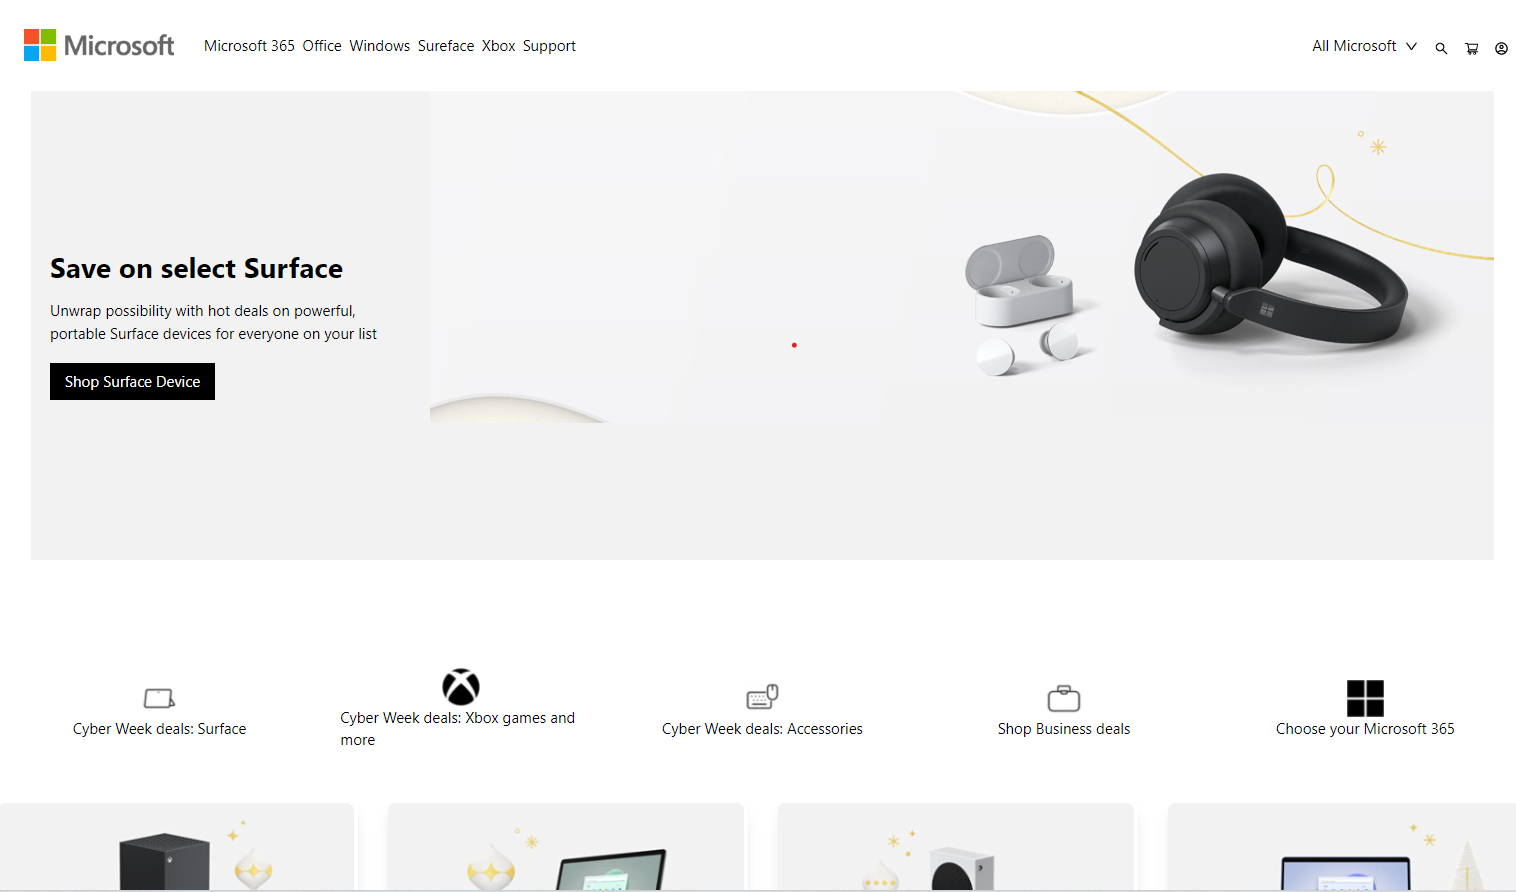 Microsoft
Microsoft 365 Office Windows Sureface Xbox Support
All Microsoft
Save on select Surface
Unwrap possibility with hot deals on powerful,
portable Surface devices for everyone on your list
Shop Surface Device
Cyber Week deals: Surface
Cyber Week deals: Xbox games and
more
Cyber Week deals: Accessories
Shop Business deals
Choose your Microsoft 365